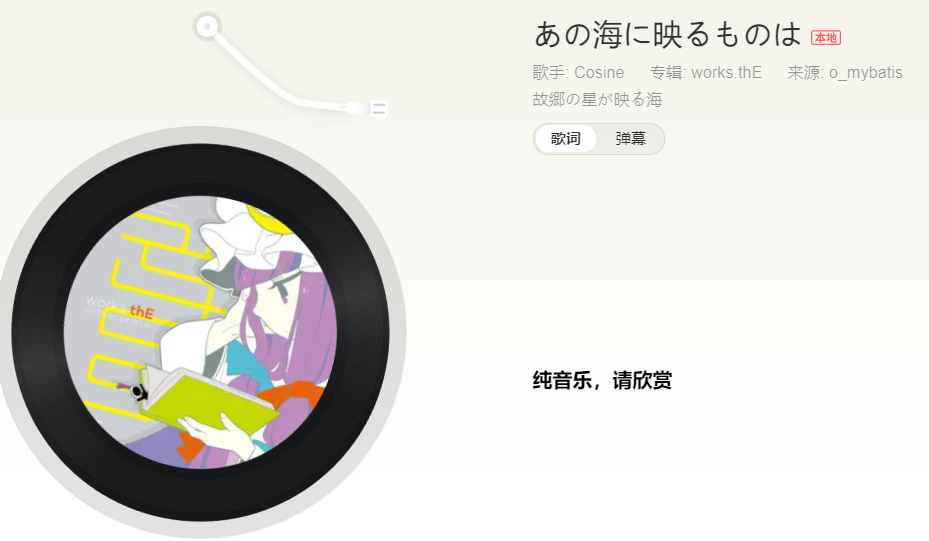 あの海に映るものは 本地
歌手: Cosine 专辑: works.thE 来源: o_mybatis
故郷の星が映る海
歌词 弹幕
works.thE
纯音乐，请欣赏